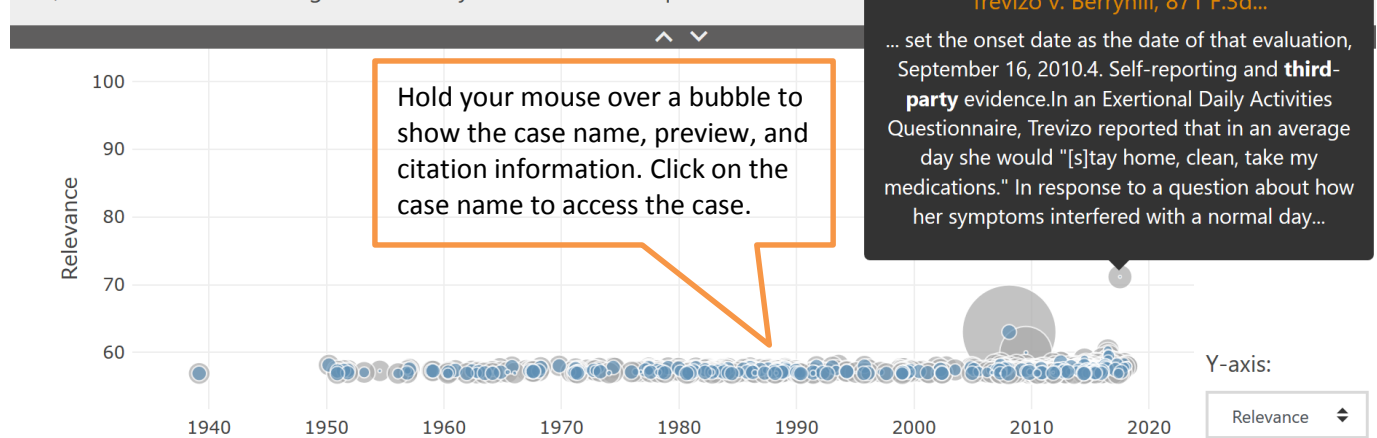 Trevizo v. Berryhill, 871 F.3d...
... set the onset date as the date of that evaluation,
September 16, 2010.4. Self-reporting and third-
party evidence.In an Exertional Daily Activities
Questionnaire, Trevizo reported that in an average
day she would "[s]tay home, clean, take my
medications." In response to a question about how
her symptoms interfered with a normal day...
Hold your mouse over a bubble to
show the case name, preview, and
citation information. Click on the
case name to access the case.
Relevance
100
90
80
70
60
1940 1950 1960 1970 1980 1990 2000 2010 2020
Y-axis:
Relevance